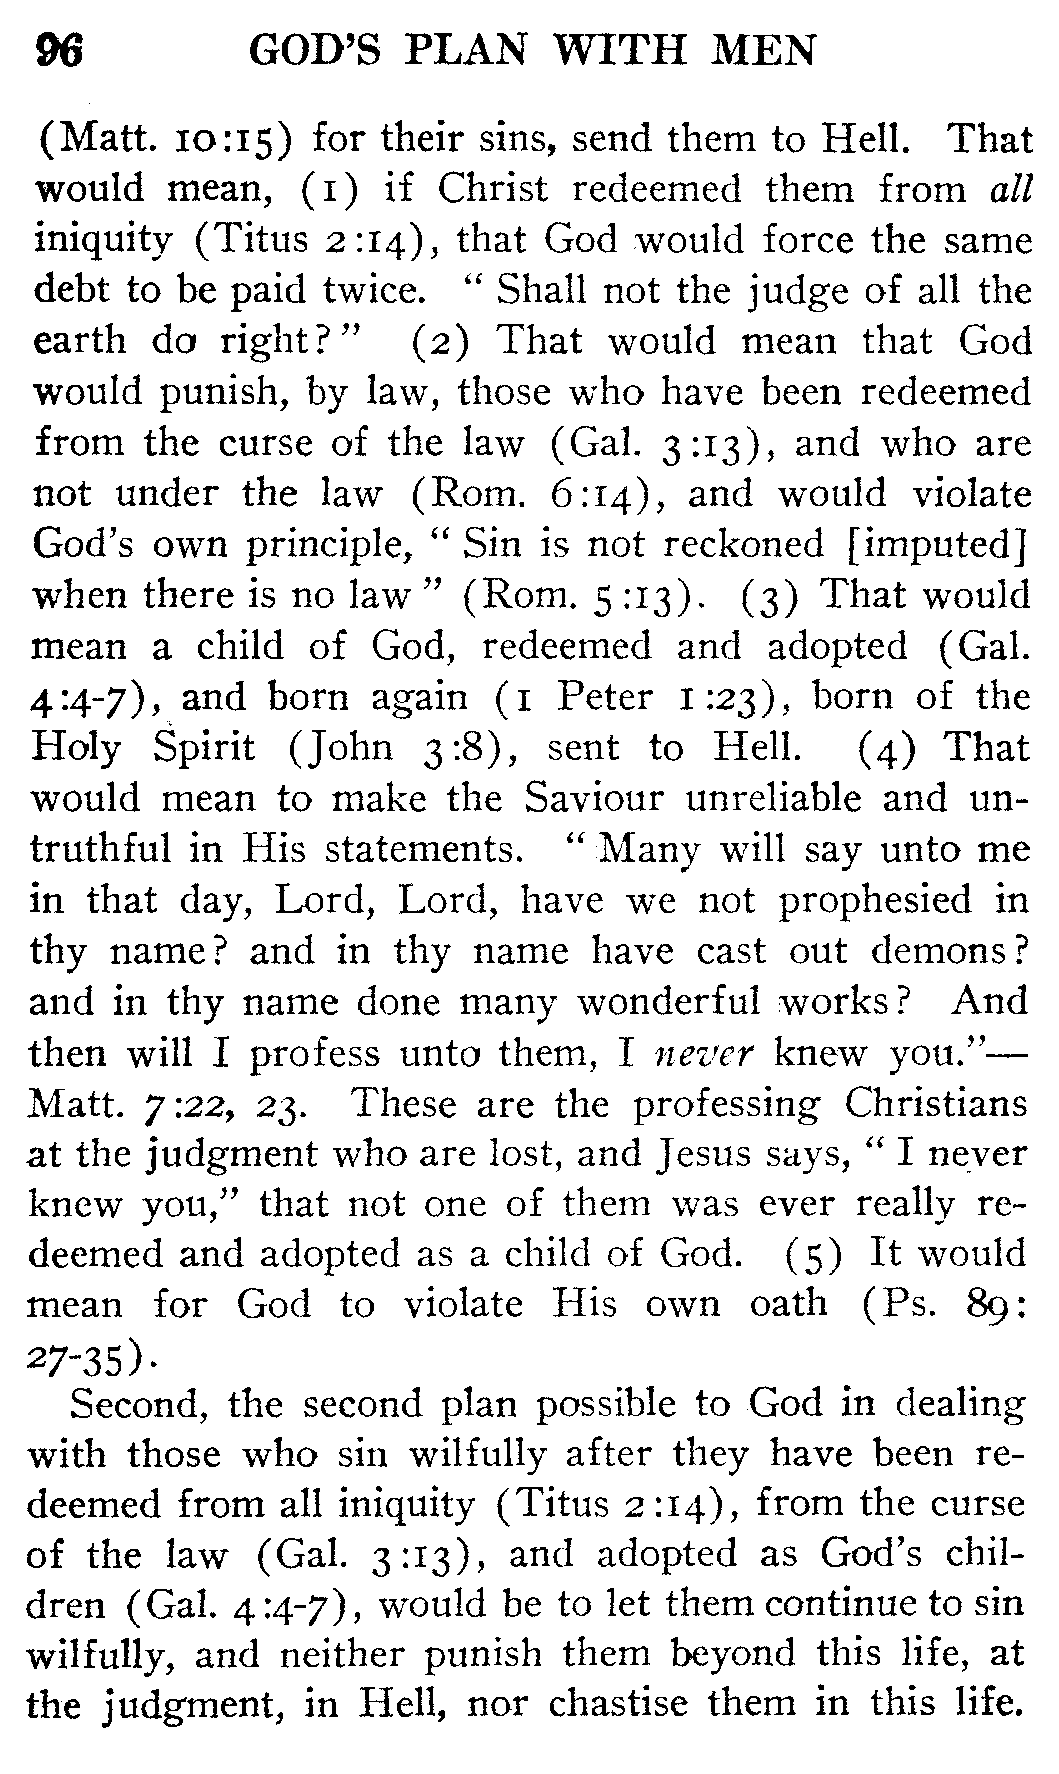 96 GOD'S PLAN WITH MEN
(Matt. 10:15) for their sins, send them to Hell. That
would mean, (1) if Christ redeemed them from all
iniquity (Titus 2:14), that God would force the same
debt to be paid twice. " Shall not the judge of all the
earth do right?" (2) That would mean that God
would punish, by law, those who have been redeemed
from the curse of the law (Gal. 3:13), and who are
not under the law (Rom. 6:14), and would violate
God's own principle, " Sin is not reckoned [imputed]
when there is no law " (Rom. 5:13). (3) That would
mean a child of God, redeemed and adopted (Gal.
4:4-7), and born again (1 Peter 1:23), born of the
Holy Spirit (John 3:8), sent to Hell. (4) That
would mean to make the Saviour unreliable and un-
truthful in His statements. " Many will say unto me
in that day, Lord, Lord, have we not prophesied in
thy name? and in thy name have cast out demons?
and in thy name done many wonderful works? And
then will I profess unto them, I never knew you."—
Matt. 7:22, 23. These are the professing Christians
at the judgment who are lost, and Jesus says, " I never
knew you," that not one of them was ever really re-
deemed and adopted as a child of God. (5) It would
mean for God to violate His own oath (Ps. 89:
27-35).
Second, the second plan possible to God in dealing
with those who sin wilfully after they have been re-
deemed from all iniquity (Titus 2:14), from the curse
of the law (Gal. 3:13), and adopted as God's chil-
dren (Gal. 4:4-7), would be to let them continue to sin
wilfully, and neither punish them beyond this life, at
the judgment, in Hell, nor chastise them in this life.